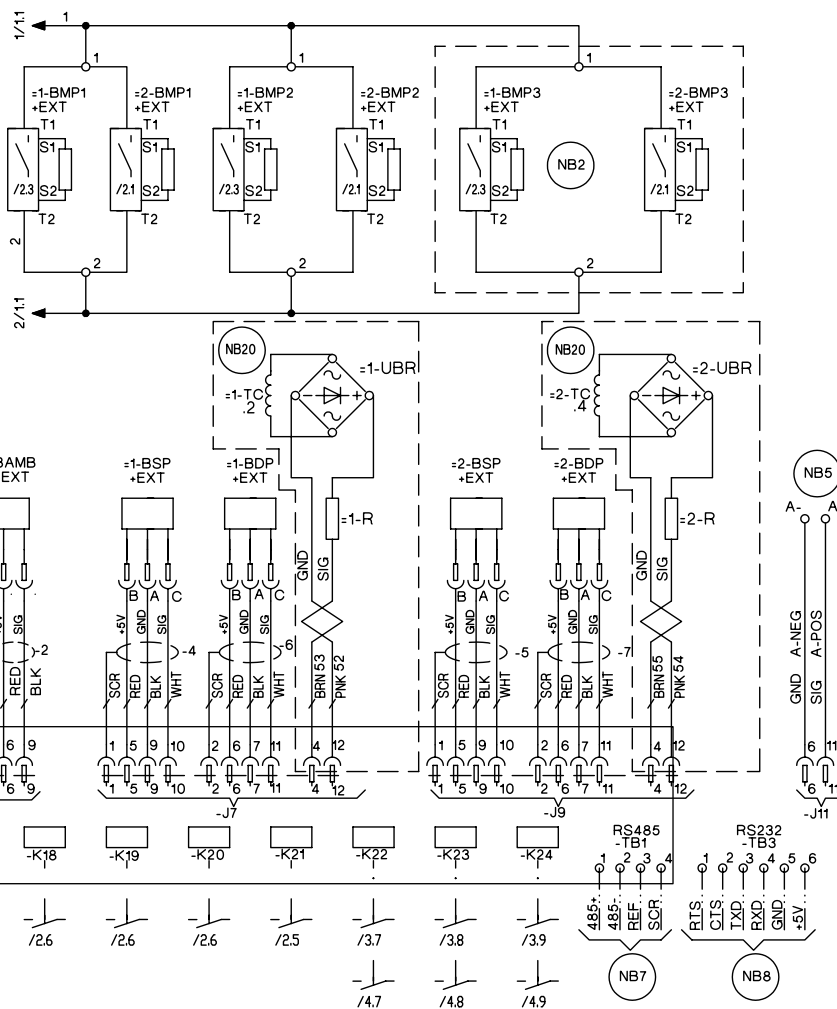 1/1.1
1
1 1 1
=1-BMP1 +EXT =2-BMP1 +EXT =1-BMP2 +EXT =2-BMP2 +EXT =1-BMP3 +EXT =2-BMP3 +EXT
T1 T1 T1 T1 T1 T1
S1 S1 S1 S1 S1 S1
NB2
/2.3 /2.1 /2.3 /2.1 /2.3 /2.1
S2 S2 S2 S2 S2 S2
T2 T2 T2 T2 T2 T2
2
2 2 2
2/1.1
NB20 NB20
=1-UBR =2-UBR
=1-TC .2 =2-TC .4
- + - +
BAMB EXT =1-BSP +EXT =1-BDP +EXT =2-BSP +EXT =2-BDP +EXT
NB5
A- A
=1-R =2-R
GND SIG GND SIG
B A C B A C B A C B A C
SIG +5V GND SIG +5V GND SIG +5V GND SIG +5V GND SIG
A-NEG A-POS
-2 -4 -6 -5 -7
RED BLK SCR RED BLK WHT SCR RED BLK WHT BRN 53 PNK 52 SCR RED BLK WHT SCR RED BLK WHT BRN 55 PNK 54 GND SIG
6 9 1 5 9 10 2 6 7 11 4 12 1 5 9 10 2 6 7 11 4 12 6 11
6 9 1 5 9 10 2 6 7 11 4 12 1 5 9 10 2 6 7 11 4 12 6 11
-J7 -J9 -J11
RS485 -TB1 RS232 -TB3
-K18 -K19 -K20 -K21 -K22 -K23 -K24
1 2 3 4 1 2 3 4 5 6
485+ 485- REF SCR RTS CTS TXD RXD GND +5V
/2.6 /2.6 /2.6 /2.5 /3.7 /3.8 /3.9
NB7 NB8
/4.7 /4.8 /4.9